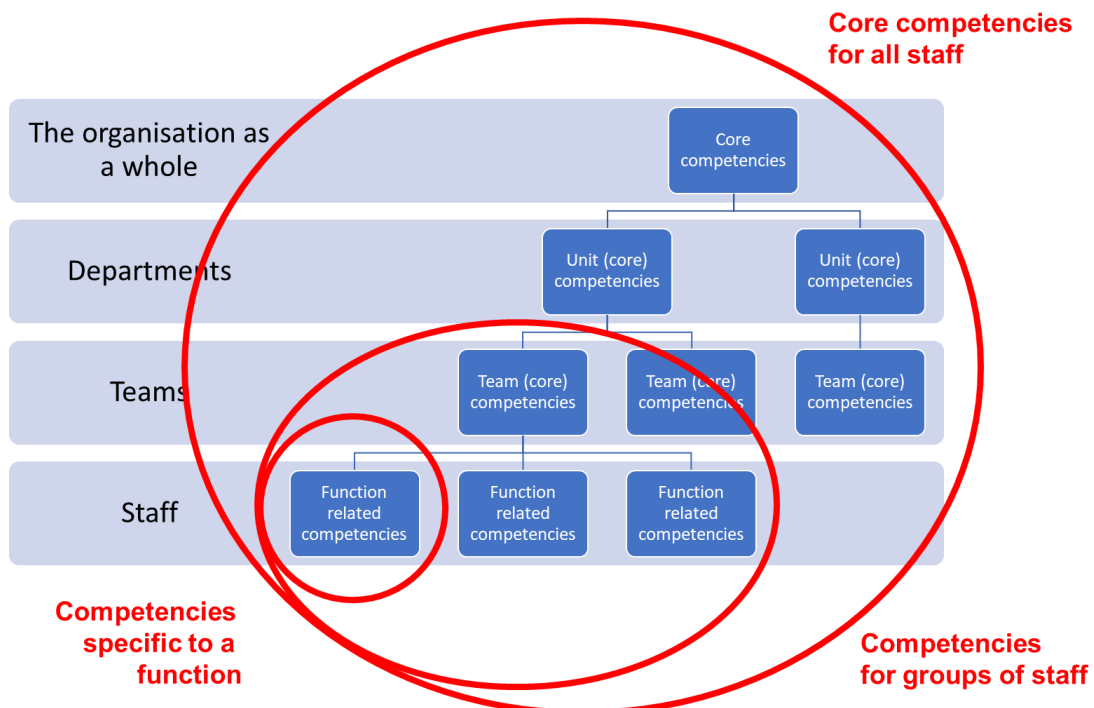 Core competencies
for all staff
The organisation as
a whole
Core
competencies
Departments
Unit (core)
competencies
Unit (core)
competencies
Teams
Team (core)
competencies
Team (core)
competencies
Team (core)
competencies
Staff
Function
related
competencies
Function
related
competencies
Function
related
competencies
Competencies
specific to a
function
Competencies
for groups of staff